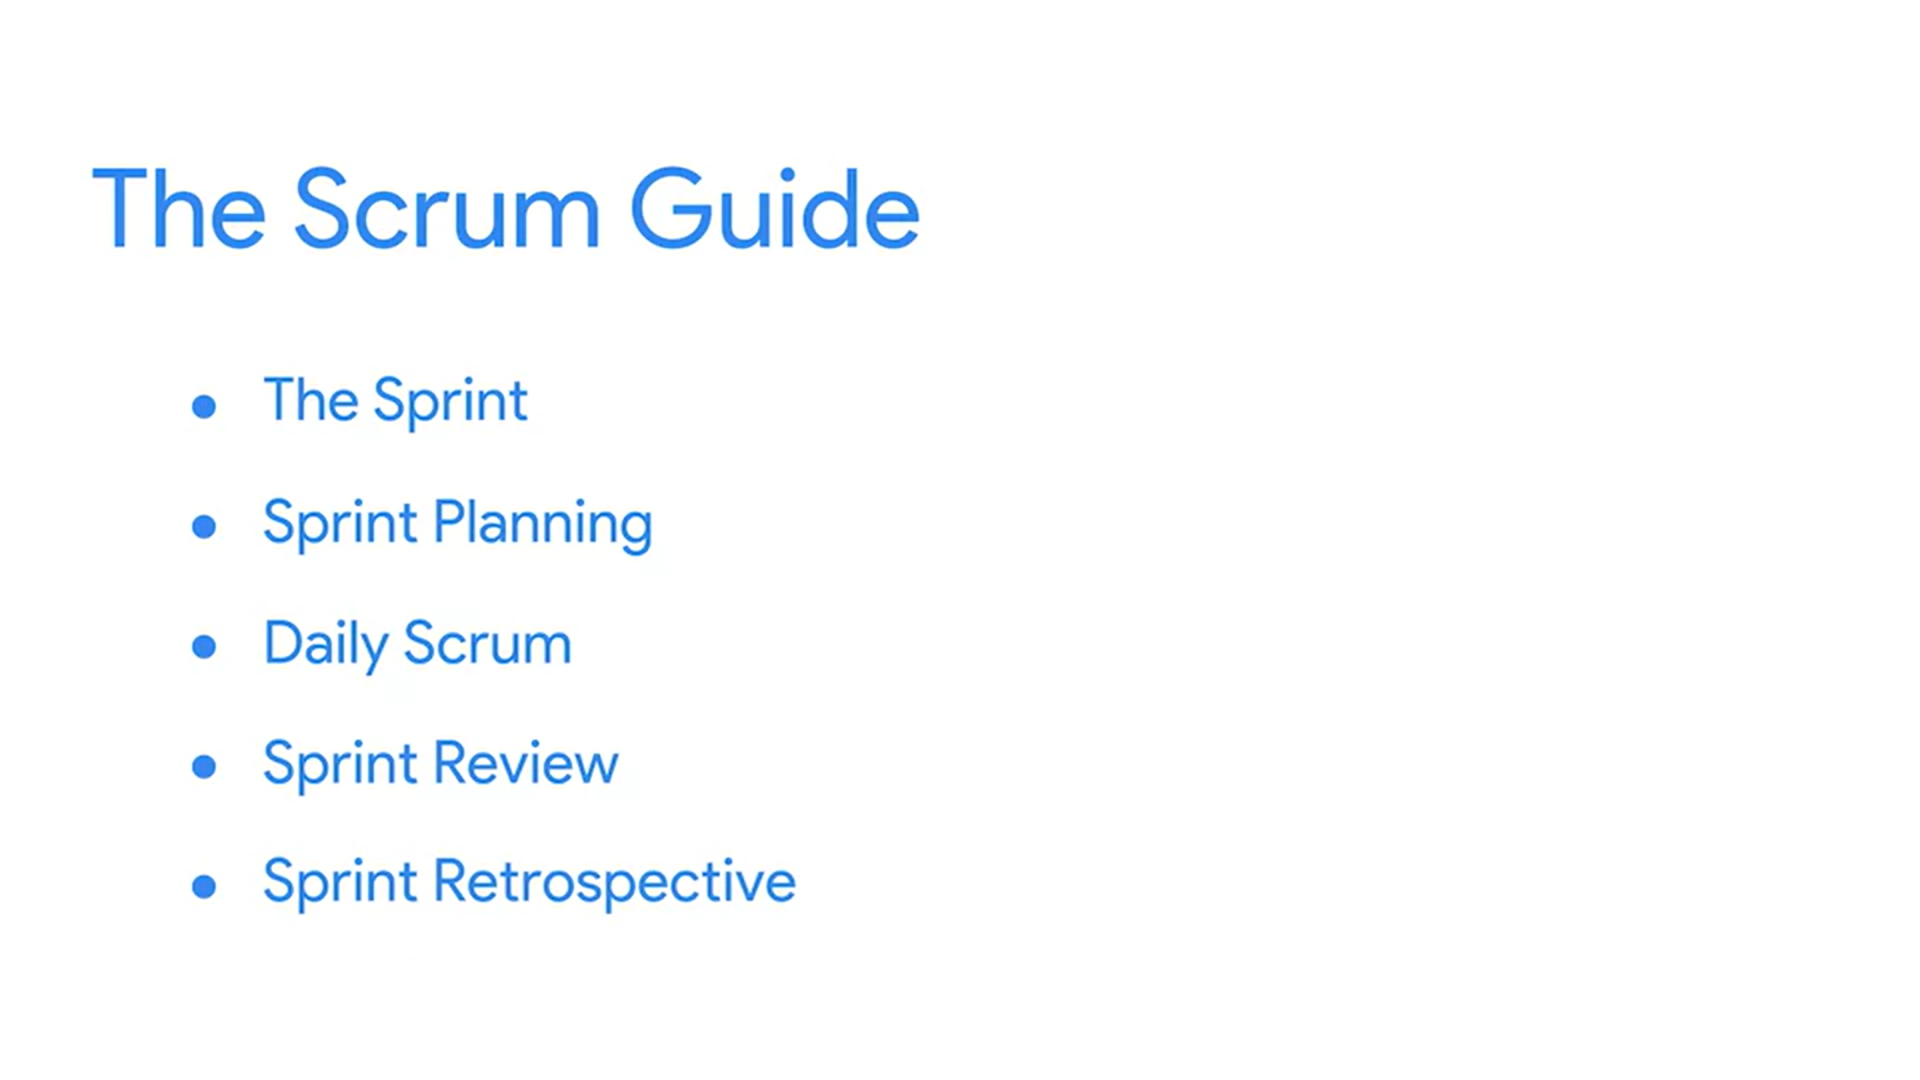 The Scrum Guide
● The Sprint
● Sprint Planning
● Daily Scrum
● Sprint Review
● Sprint Retrospective